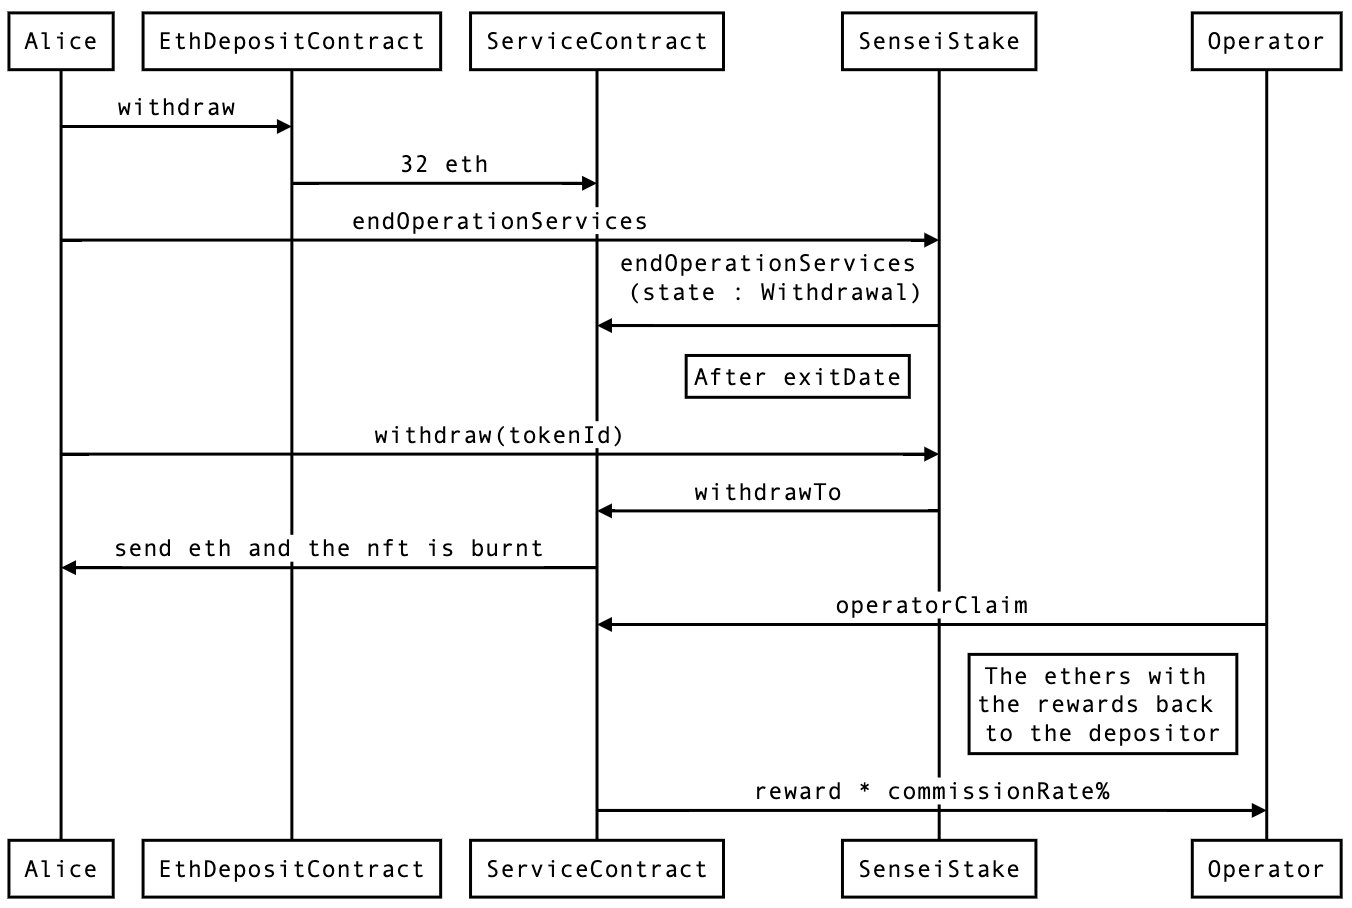 Alice
EthDepositContract
ServiceContract
SenseiStake
Operator
withdraw
32 eth
endOperationServices
endOperationServices
(state : Withdrawal)
After exitDate
withdraw(tokenId)
withdrawTo
send eth and the nft is burnt
operatorClaim
The ethers with
the rewards back
to the depositor
reward * commissionRate%
Alice
EthDepositContract
ServiceContract
SenseiStake
Operator